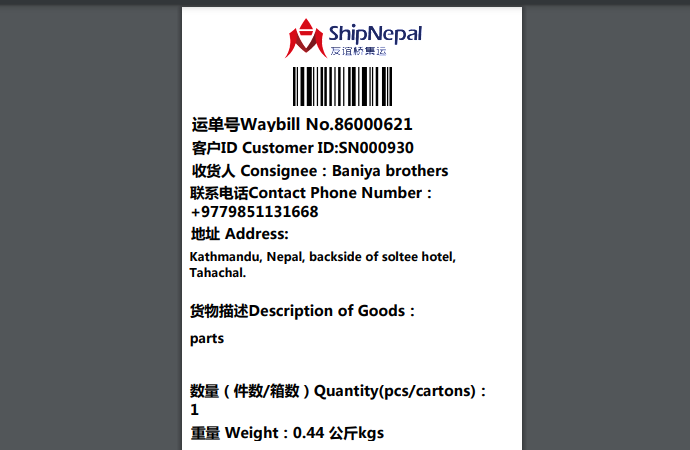 ShipNepal
友谊桥集运
运单号Waybill No.86000621
客户ID Customer ID:SN000930
收货人 Consignee：Baniya brothers
联系电话Contact Phone Number：
+9779851131668
地址 Address:
Kathmandu, Nepal, backside of soltee hotel,
Tahachal.
货物描述Description of Goods：
parts
数量（件数/箱数）Quantity(pcs/cartons)：
1
重量 Weight：0.44 公斤kgs